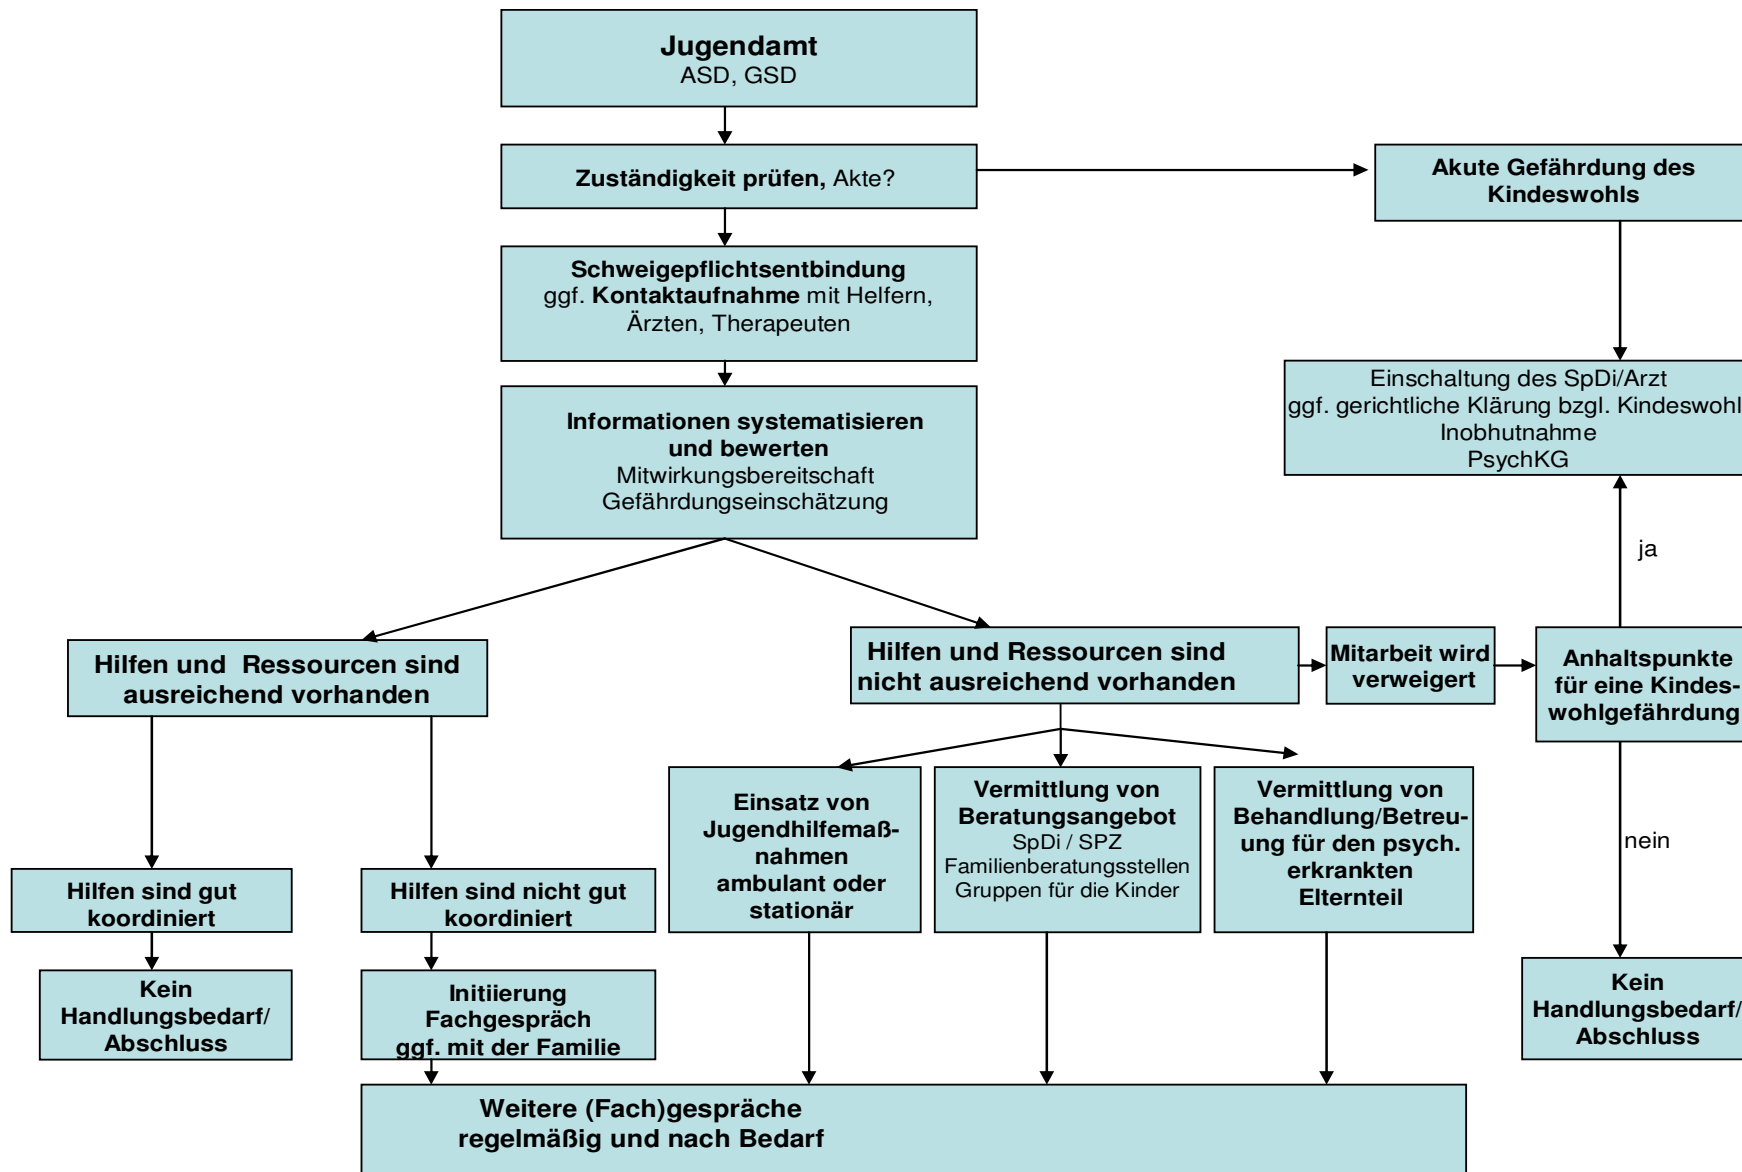 Jugendamt
ASD, GSD
Zuständigkeit prüfen, Akte?
Akute Gefährdung des
Kindeswohls
Schweigepflichtsentbindung
ggf. Kontaktaufnahme mit Helfern,
Ärzten, Therapeuten
Einschaltung des SpDi/Arzt
ggf. gerichtliche Klärung bzgl. Kindeswohl
Inobhutnahme
PsychKG
Informationen systematisieren
und bewerten
Mitwirkungsbereitschaft
Gefährdungseinschätzung
ja
Hilfen und Ressourcen sind
ausreichend vorhanden
Hilfen und Ressourcen sind
nicht ausreichend vorhanden
Mitarbeit wird
verweigert
Anhaltspunkte
für eine Kindes-
wohlgefährdung
nein
Einsatz von
Jugendhilfemaß-
nahmen
ambulant oder
stationär
Vermittlung von
Beratungsangebot
SpDi / SPZ
Familienberatungsstellen
Gruppen für die Kinder
Vermittlung von
Behandlung/Betreu-
ung für den psych.
erkrankten
Elternteil
Hilfen sind gut
koordiniert
Hilfen sind nicht gut
koordiniert
Kein
Handlungsbedarf/
Abschluss
Initiierung
Fachgespräch
ggf. mit der Familie
Kein
Handlungsbedarf/
Abschluss
Weitere (Fach)gespräche
regelmäßig und nach Bedarf